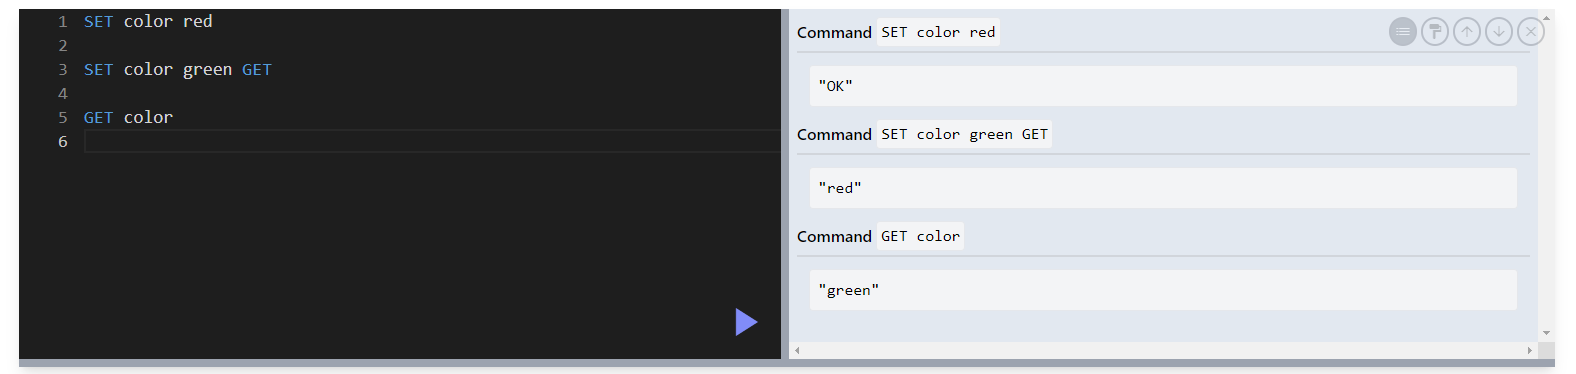 1 SET color red
2
3 SET color green GET
4
5 GET color
6
Command SET color red
"OK"
Command SET color green GET
"red"
Command GET color
"green"